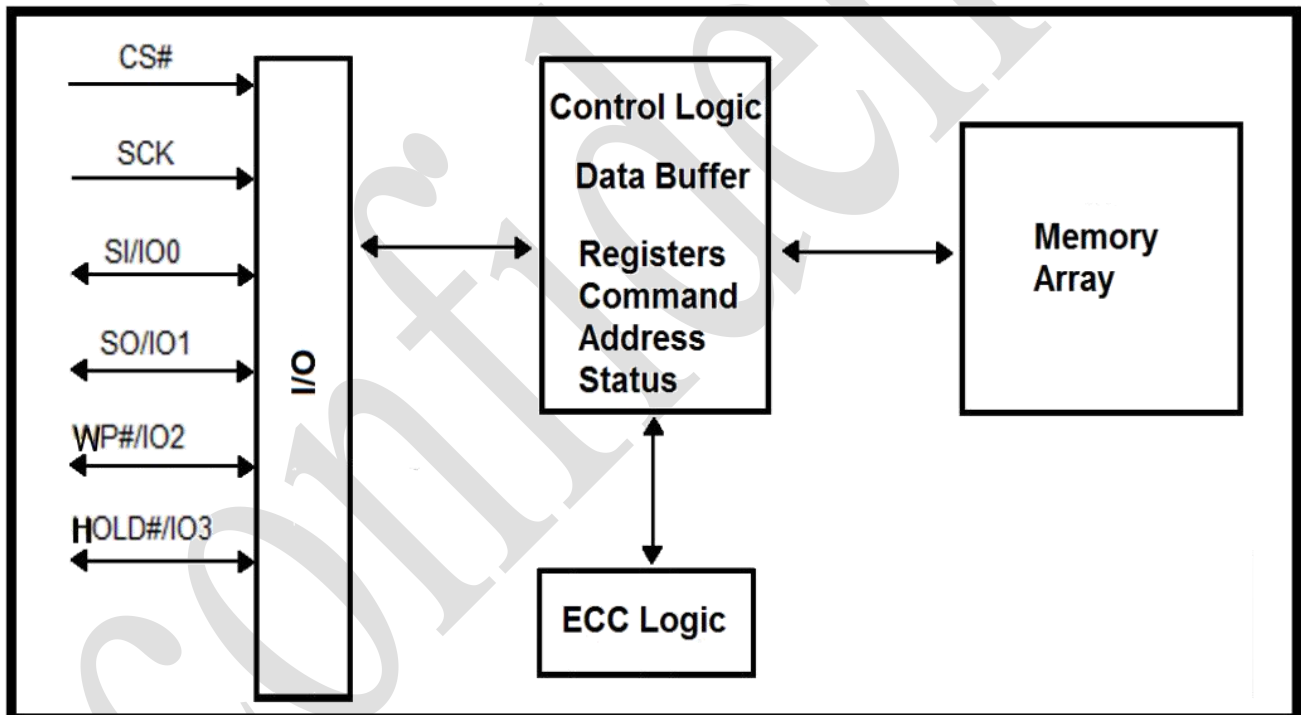 CS#
SCK
SI/IO0
SO/IO1
WP#/IO2
HOLD#/IO3
I/O
Control Logic
Data Buffer
Registers
Command
Address
Status
ECC Logic
Memory
Array
confiden